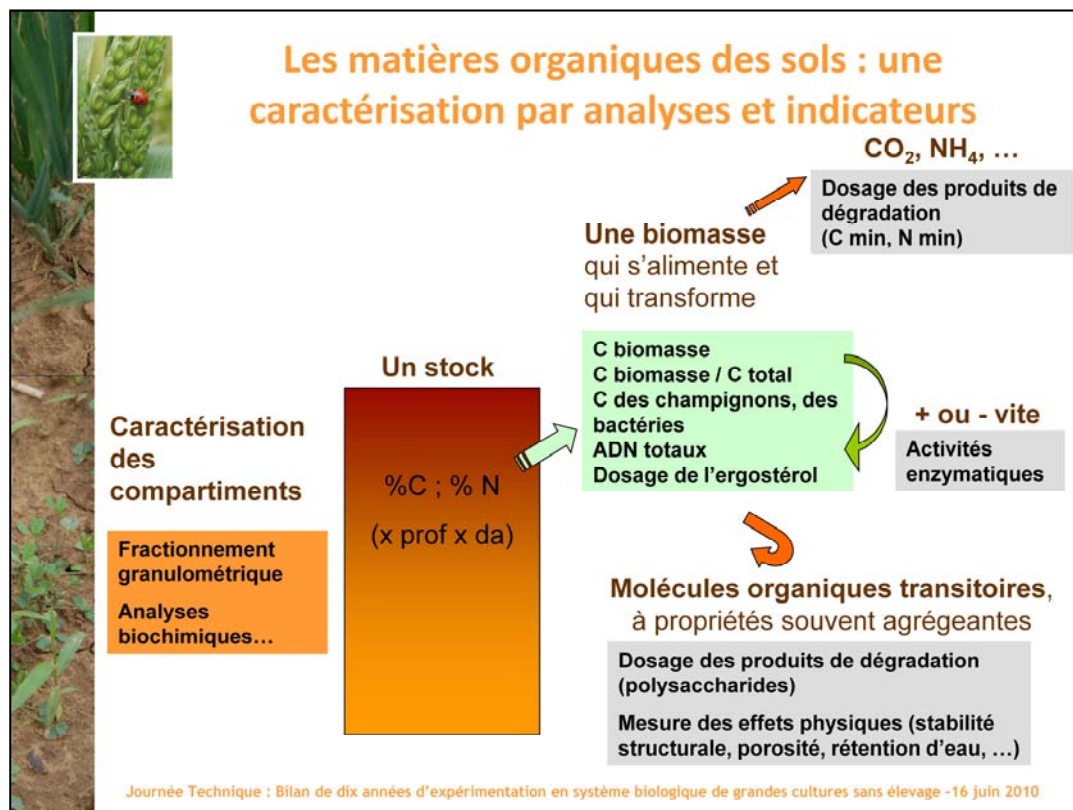 Les matières organiques des sols : une
caractérisation par analyses et indicateurs
CO₂, NH₄, …
Dosage des produits de
dégradation
(C min, N min)
Une biomasse
qui s’alimente et
qui transforme
C biomasse
C biomasse / C total
C des champignons, des
bactéries
ADN totaux
Dosage de l’ergostérol
+ ou - vite
Activités
enzymatiques
Un stock
%C ; % N
(x prof x da)
Caractérisation
des
compartiments
Fractionnement
granulométrique
Analyses
biochimiques…
Molécules organiques transitoires,
à propriétés souvent agrégeantes
Dosage des produits de dégradation
(polysaccharides)
Mesure des effets physiques (stabilité
structurale, porosité, rétention d’eau, …)
Journée Technique : Bilan de dix années d’expérimentation en système biologique de grandes cultures sans élevage -16 juin 2010